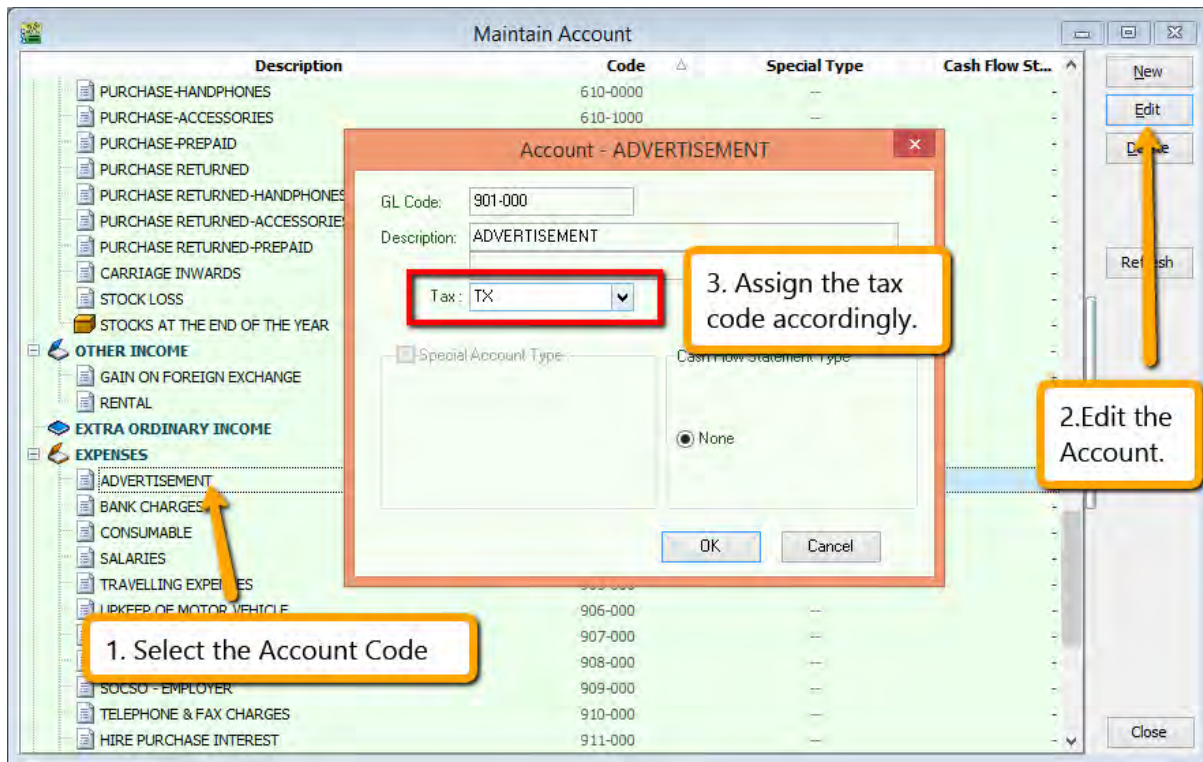 Maintain Account
Description Code Special Type Cash Flow St...
PURCHASE-HANDPHONES 610-0000 --- -
PURCHASE-ACCESSORIES 610-1000 --- -
PURCHASE-PREPAID
PURCHASE RETURNED
PURCHASE RETURNED-HANDPHONES
PURCHASE RETURNED-ACCESSORIE
PURCHASE RETURNED-PREPAID
CARRIAGE INWARDS
STOCK LOSS
STOCKS AT THE END OF THE YEAR
OTHER INCOME
GAIN ON FOREIGN EXCHANGE
RENTAL
EXTRA ORDINARY INCOME
EXPENSES
ADVERTISEMENT
BANK CHARGES
CONSUMABLE
SALARIES
TRAVELLING EXPENSES
UPKEEP OF MOTOR VEHICLE 906-000 --- -
907-000 --- -
908-000 --- -
SOCSO - EMPLOYER 909-000 --- -
TELEPHONE & FAX CHARGES 910-000 --- -
HIRE PURCHASE INTEREST 911-000 --- -
Account - ADVERTISEMENT
GL Code: 901-000
Description: ADVERTISEMENT
Tax : TX
Special Account Type
Cash Flow Statement Type
None
OK Cancel
New
Edit
Refresh
Close
1. Select the Account Code
2.Edit the
Account.
3. Assign the tax
code accordingly.